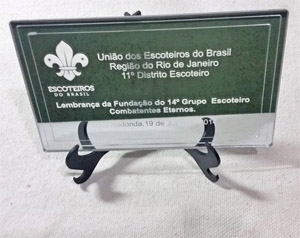 ESCOTEIROS
DO BRASIL
União dos Escoteiros do Brasil
Região do Rio de Janeiro
11º Distrito Escoteiro
Lembrança da Fundação do 14º Grupo Escoteiro
Combatentes Eternos.
19 de